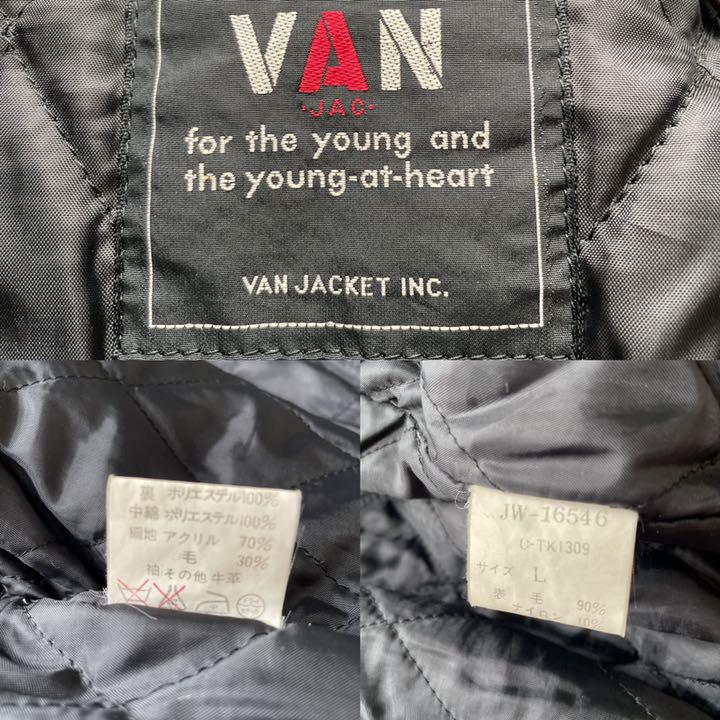 VAN
·JAC·
for the young and
the young-at-heart
VAN JACKET INC.
裏 ポリエステル100%
中綿 ポリエステル100%
編地 アクリル 70%
毛 30%
袖その他 牛革
JW-16546
TK1309
サイズ L
表 毛 90%
ナイロン 10%